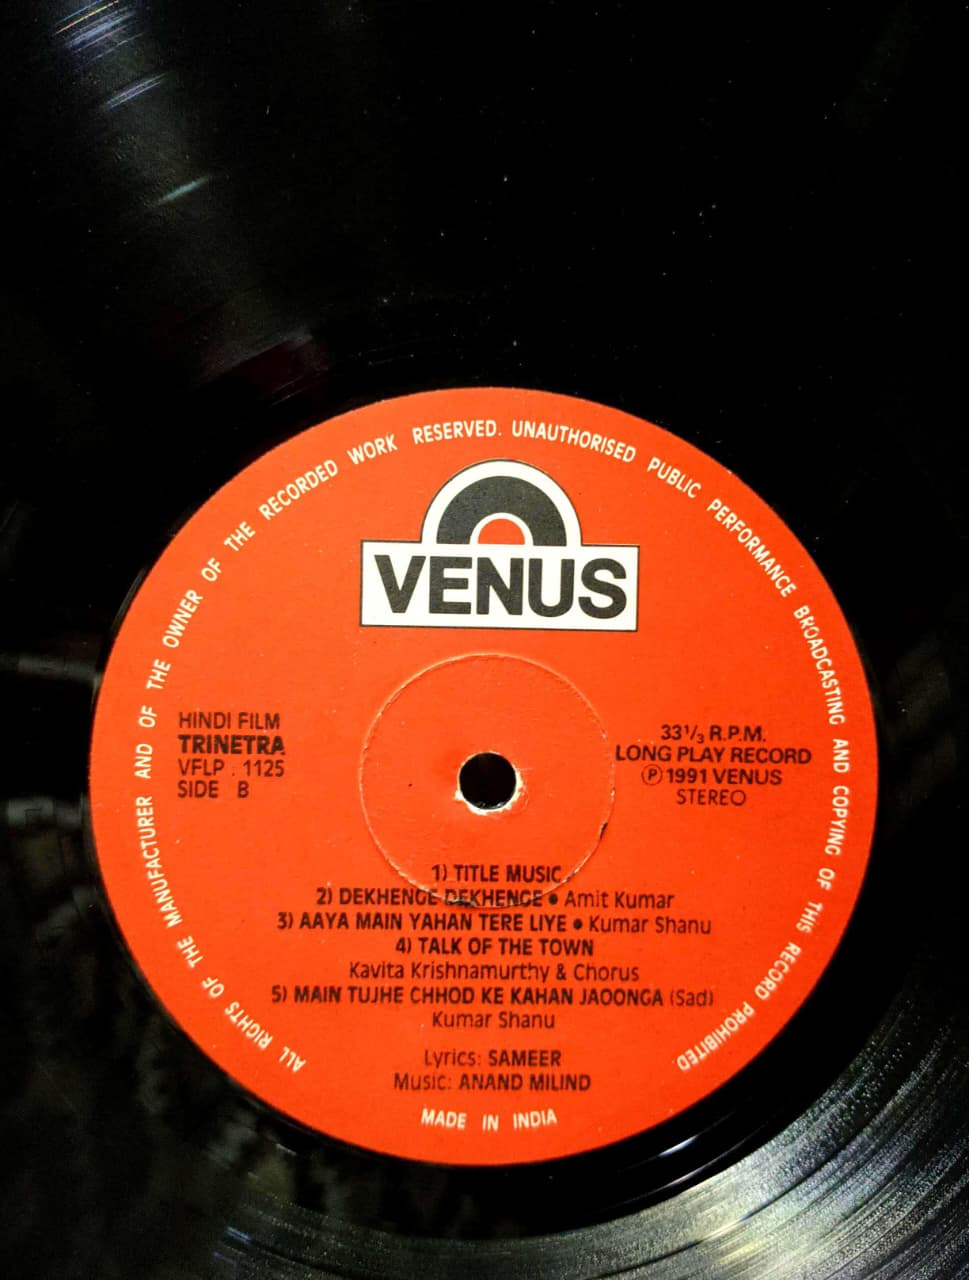 ALL RIGHTS OF THE MANUFACTURER AND OF THE OWNER OF THE RECORDED WORK RESERVED. UNAUTHORISED PUBLIC PERFORMANCE BROADCASTING AND COPYING OF THIS RECORD PROHIBITED.
VENUS
HINDI FILM
TRINETRA
VFLP . 1125
SIDE B
33 1/3 R.P.M.
LONG PLAY RECORD
Ⓟ 1991 VENUS
STEREO
1) TITLE MUSIC
2) DEKHENGE DEKHENGE • Amit Kumar
3) AAYA MAIN YAHAN TERE LIYE • Kumar Shanu
4) TALK OF THE TOWN
Kavita Krishnamurthy & Chorus
5) MAIN TUJHE CHHOD KE KAHAN JAOONGA (Sad)
Kumar Shanu
Lyrics: SAMEER
Music: ANAND MILIND
MADE IN INDIA